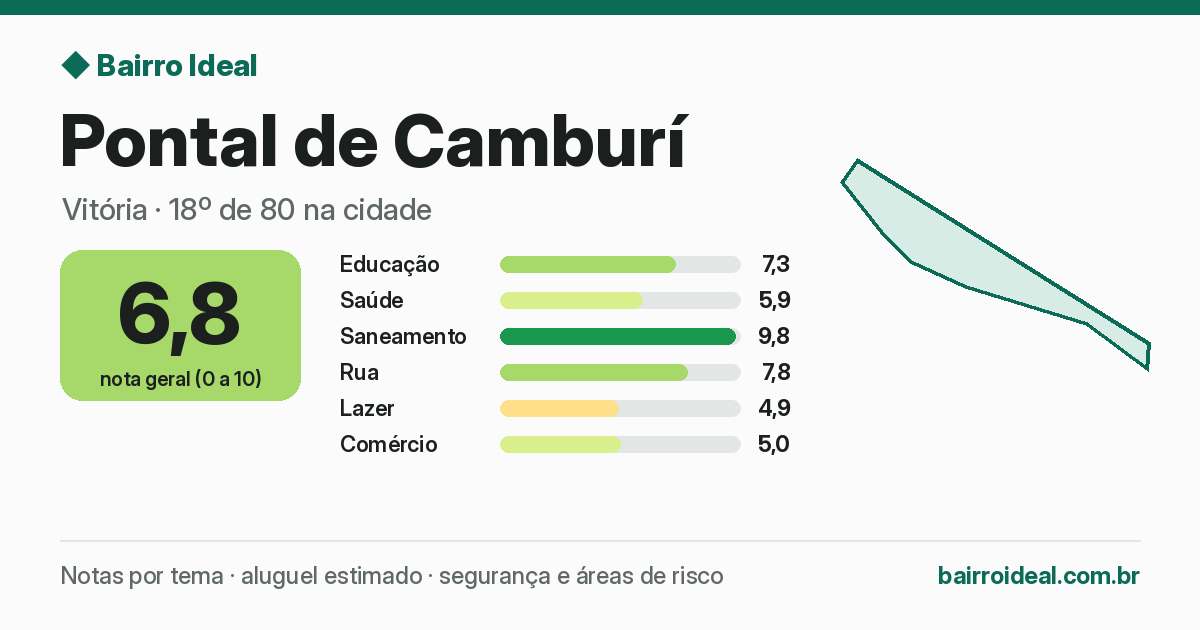 Bairro Ideal
Pontal de Camburí
Vitória · 18º de 80 na cidade
6,8
nota geral (0 a 10)
Educação 7,3
Saúde 5,9
Saneamento 9,8
Rua 7,8
Lazer 4,9
Comércio 5,0
Notas por tema · aluguel estimado · segurança e áreas de risco
bairroideal.com.br